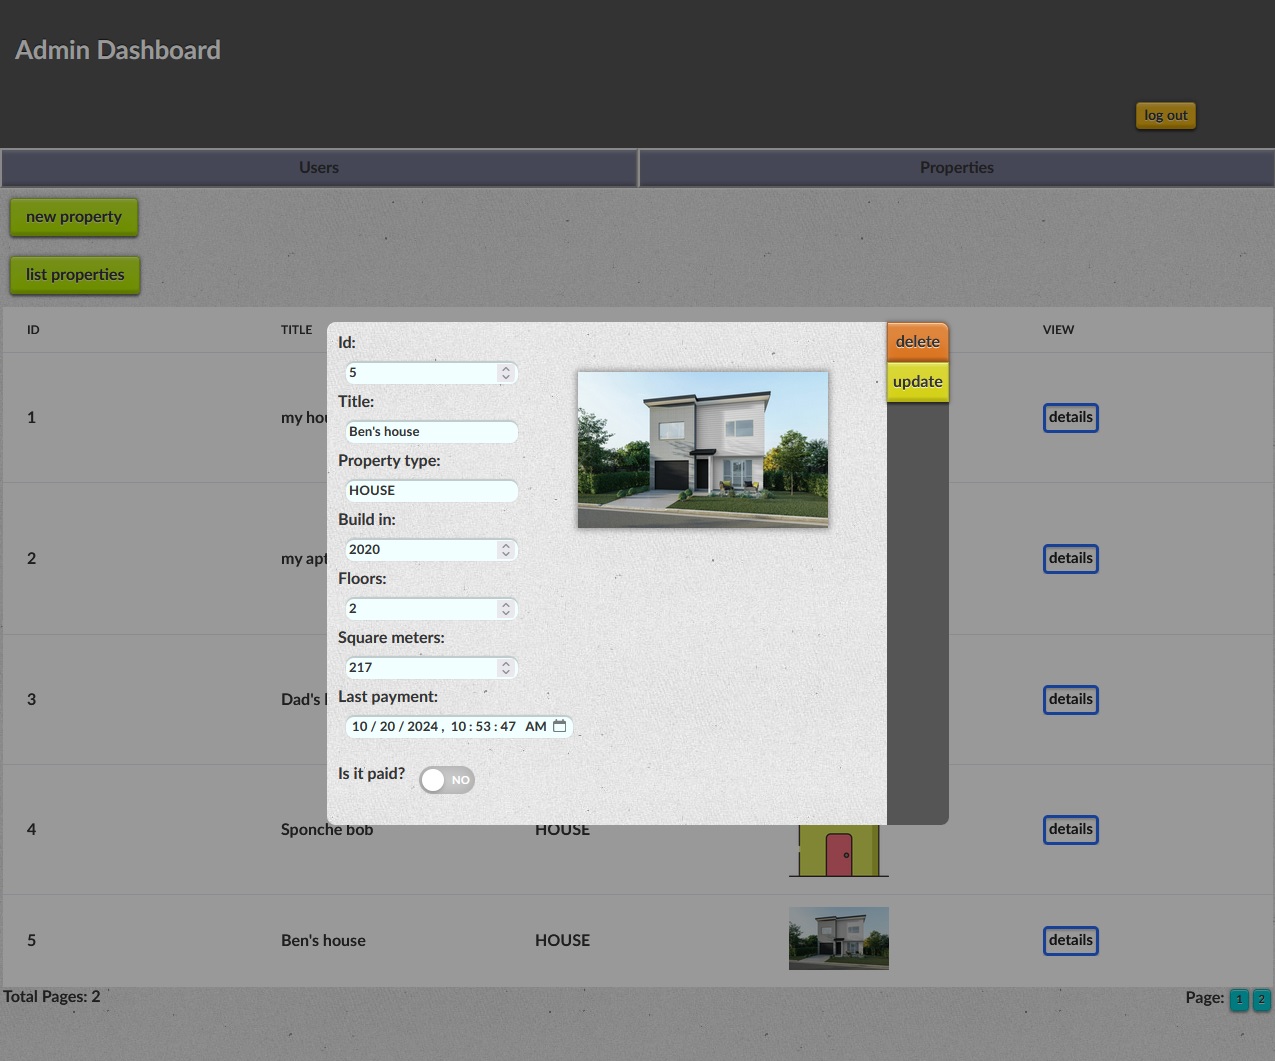 Admin Dashboard
log out
Users
Properties
new property
list properties
ID
TITLE
VIEW
1
my hou
details
2
my apt
details
3
Dad's
details
4
Sponche bob
HOUSE
details
5
Ben's house
HOUSE
details
Id:
5
Title:
Ben's house
Property type:
HOUSE
Build in:
2020
Floors:
2
Square meters:
217
Last payment:
10 / 20 / 2024 , 10 : 53 : 47 AM
Is it paid?
NO
delete
update
Total Pages: 2
Page: 1 2